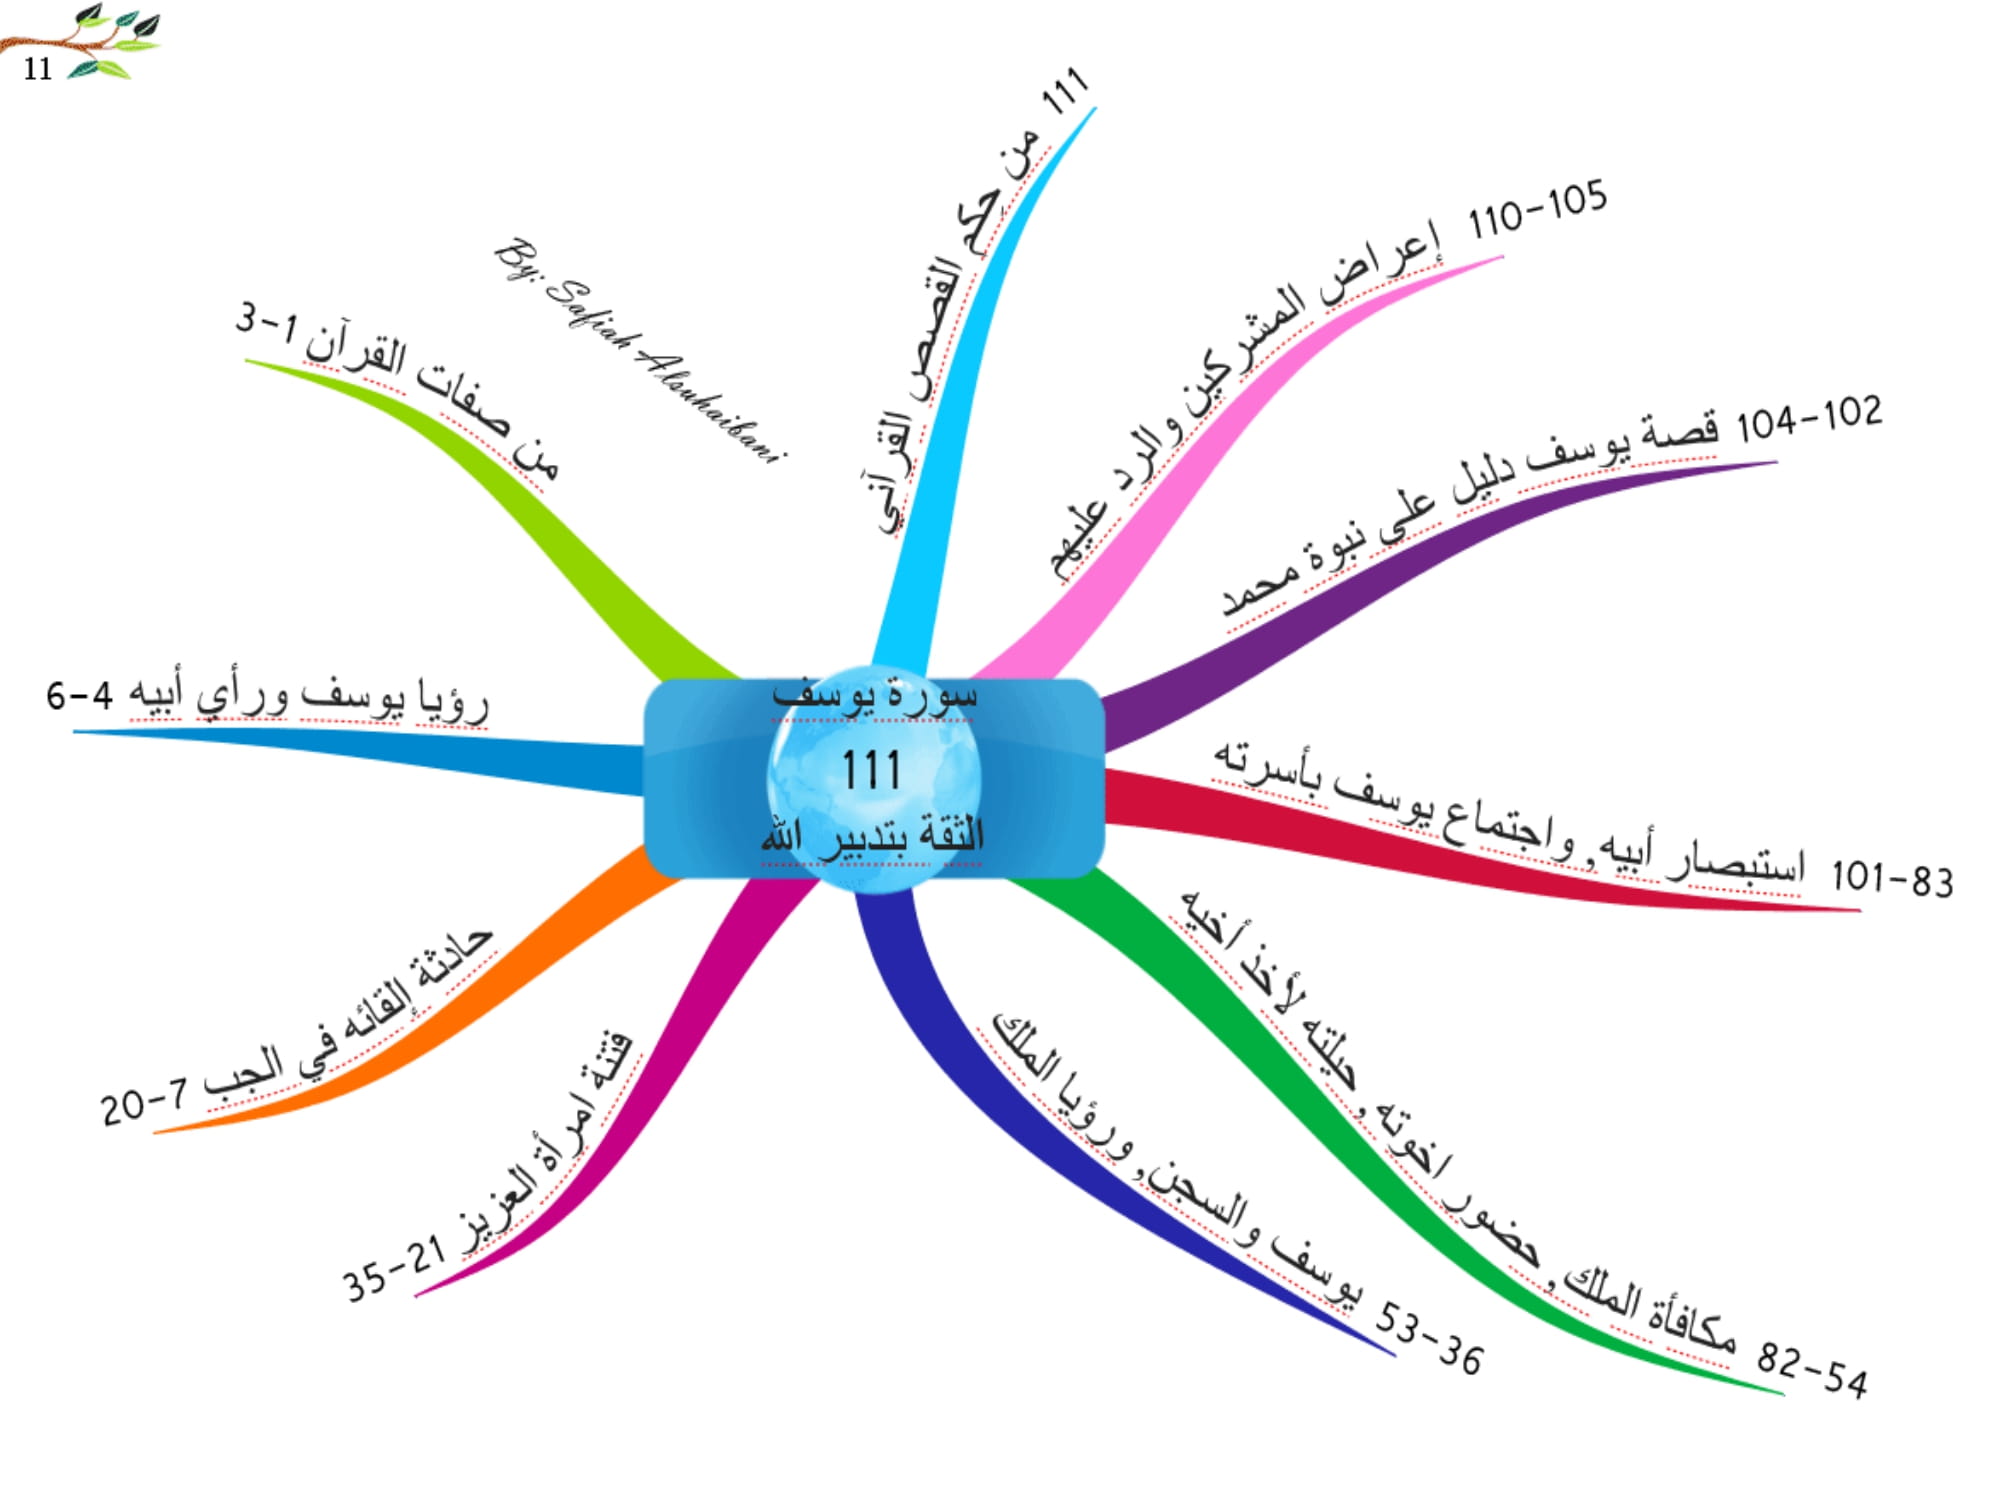 11
سورة يوسف
111
الثقة بتدبير الله
من صفات القرآن 1-3
رؤيا يوسف ورأي أبيه 4-6
حادثة إلقائه في الجب 7-20
فتنة امرأة العزيز 21-35
36-53 يوسف والسجن, ورؤيا الملك
54-82 مكافأة الملك, حضور اخوته, حيلته لأخذ أخيه
83-101 استبصار أبيه, واجتماع يوسف بأسرته
102-104 قصة يوسف دليل على نبوة محمد
105-110 إعراض المشركين والرد عليهم
111 من حِكم القصص القرآني
By: Safiah Alsuhaibani